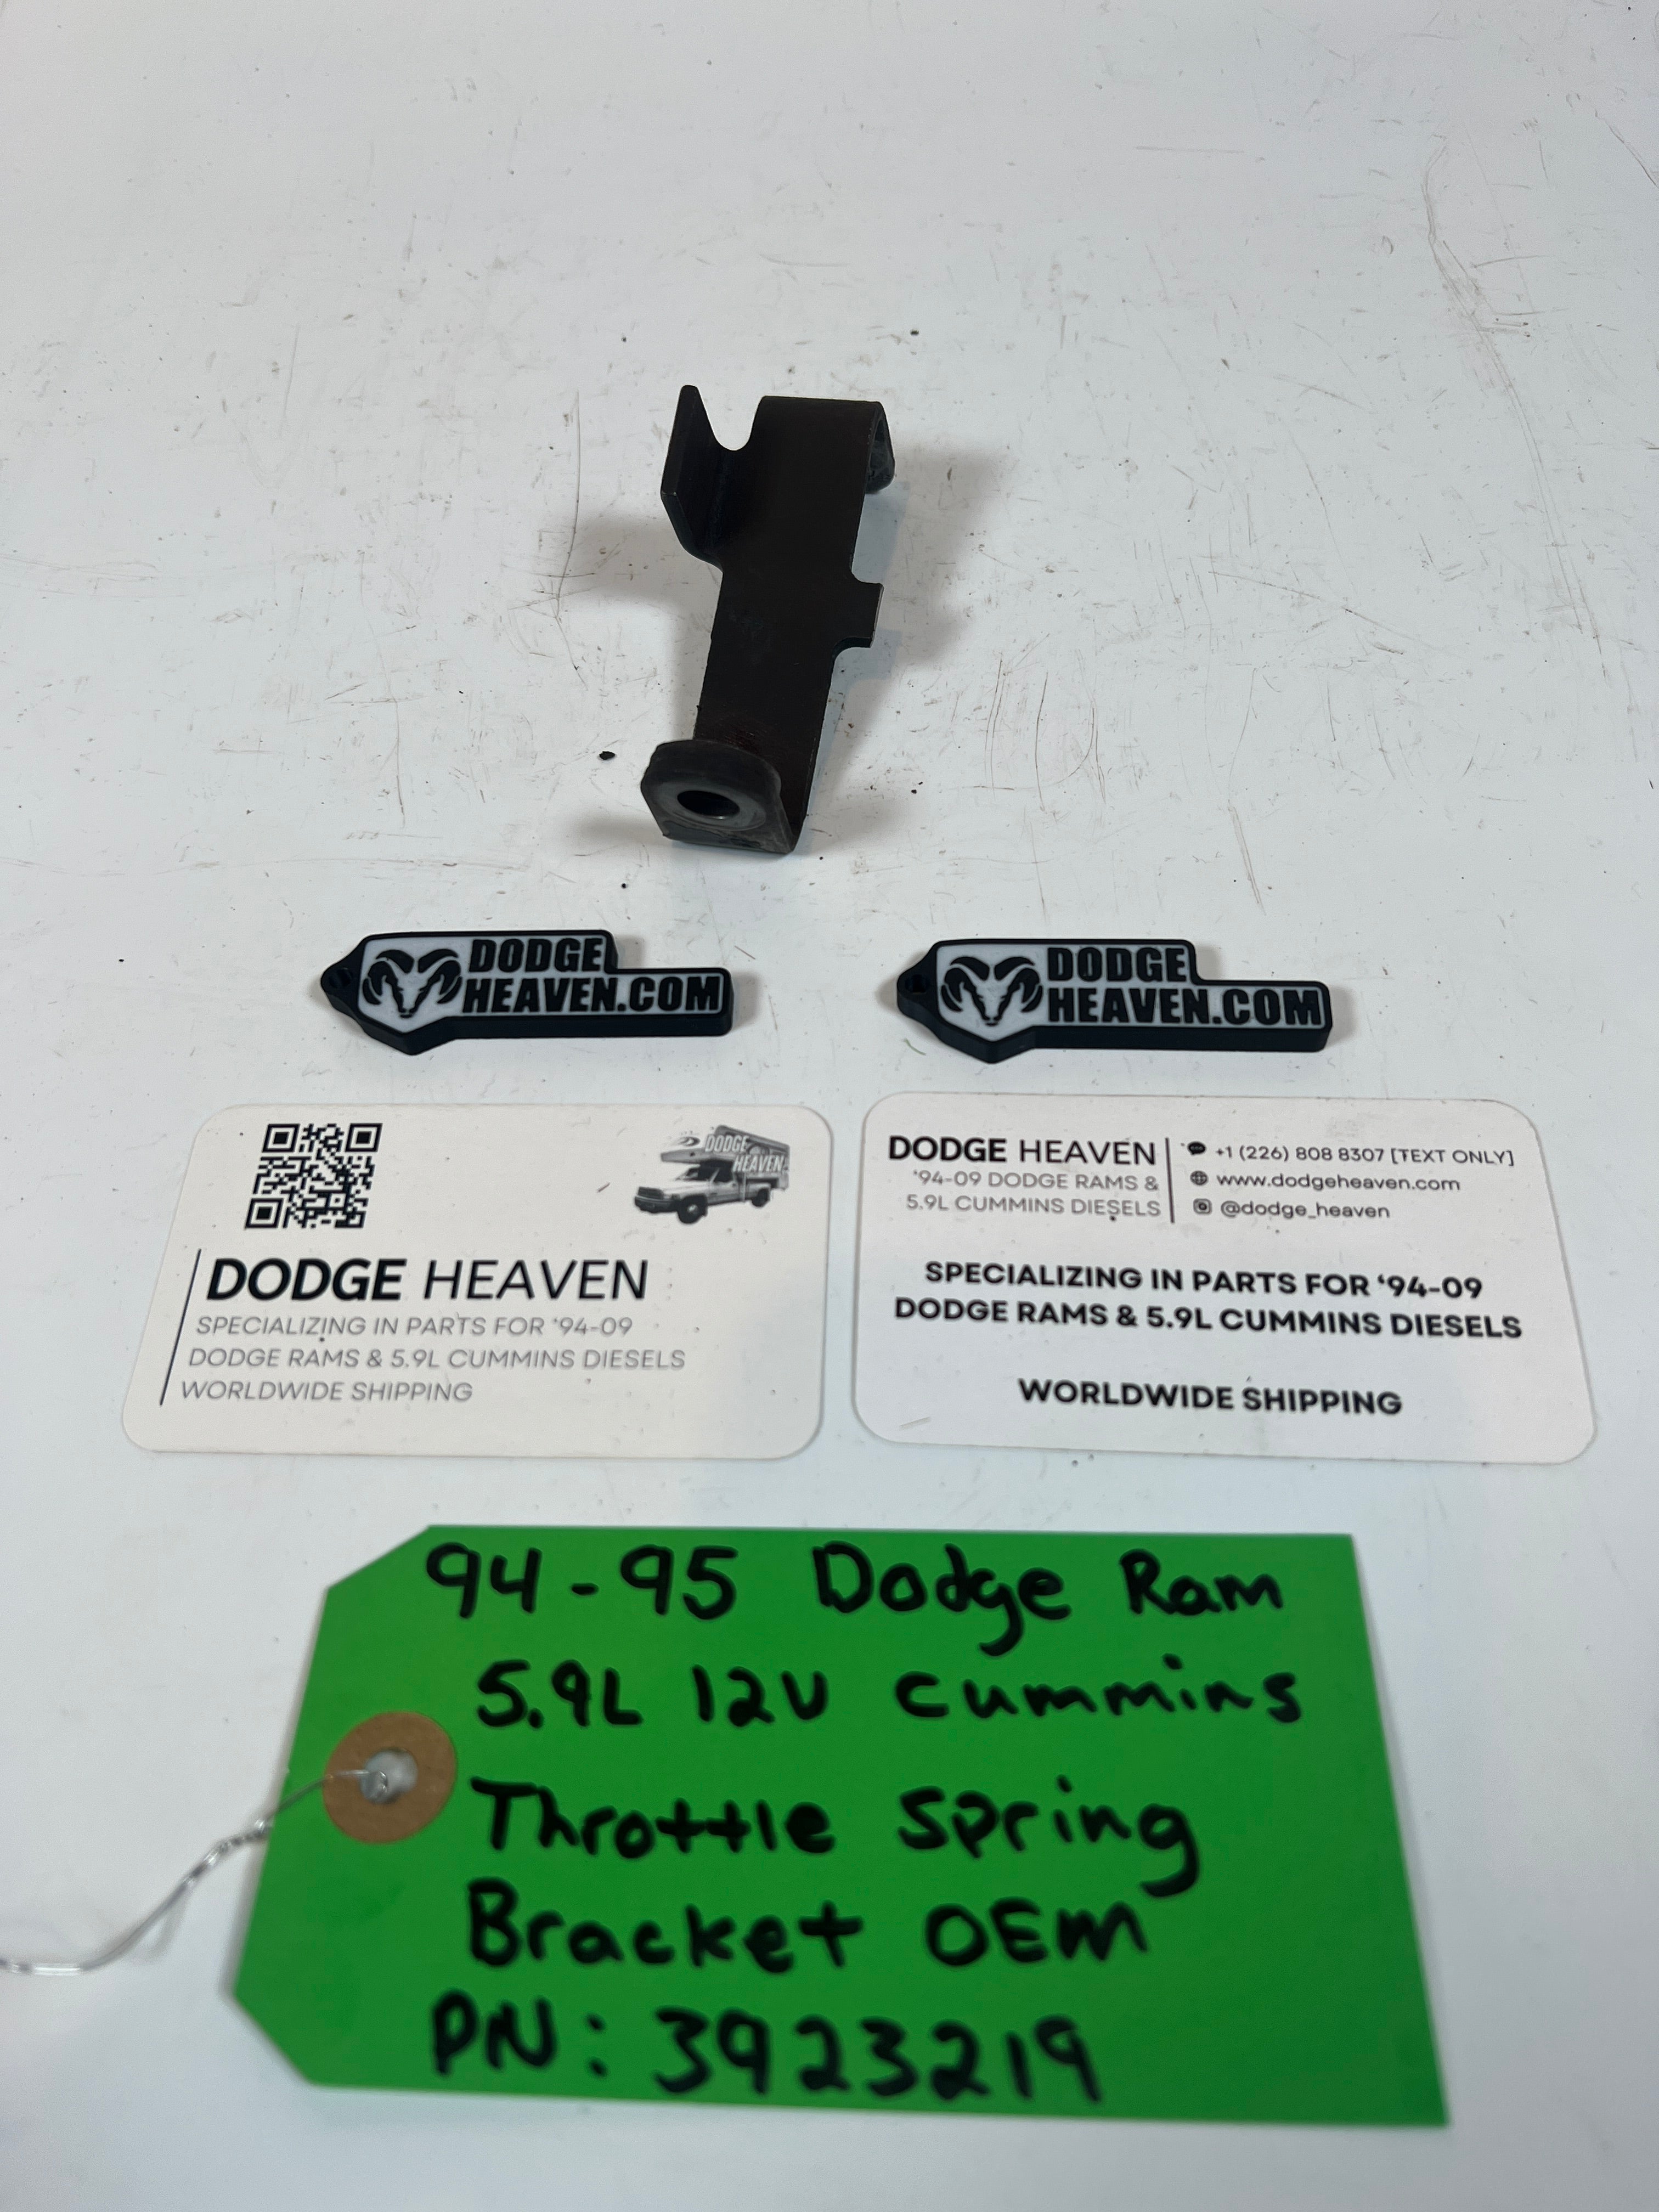 DODGE
HEAVEN.COM
DODGE
HEAVEN.COM
DODGE
HEAVEN
DODGE HEAVEN
SPECIALIZING IN PARTS FOR '94-09
DODGE RAMS & 5.9L CUMMINS DIESELS
WORLDWIDE SHIPPING
DODGE HEAVEN
'94-09 DODGE RAMS &
5.9L CUMMINS DIESELS
+1 (226) 808 8307 [TEXT ONLY]
www.dodgeheaven.com
@dodge_heaven
SPECIALIZING IN PARTS FOR '94-09
DODGE RAMS & 5.9L CUMMINS DIESELS
WORLDWIDE SHIPPING
94-95 Dodge Ram
5.9L 12V Cummins
Throttle Spring
Bracket OEM
PN: 3923219